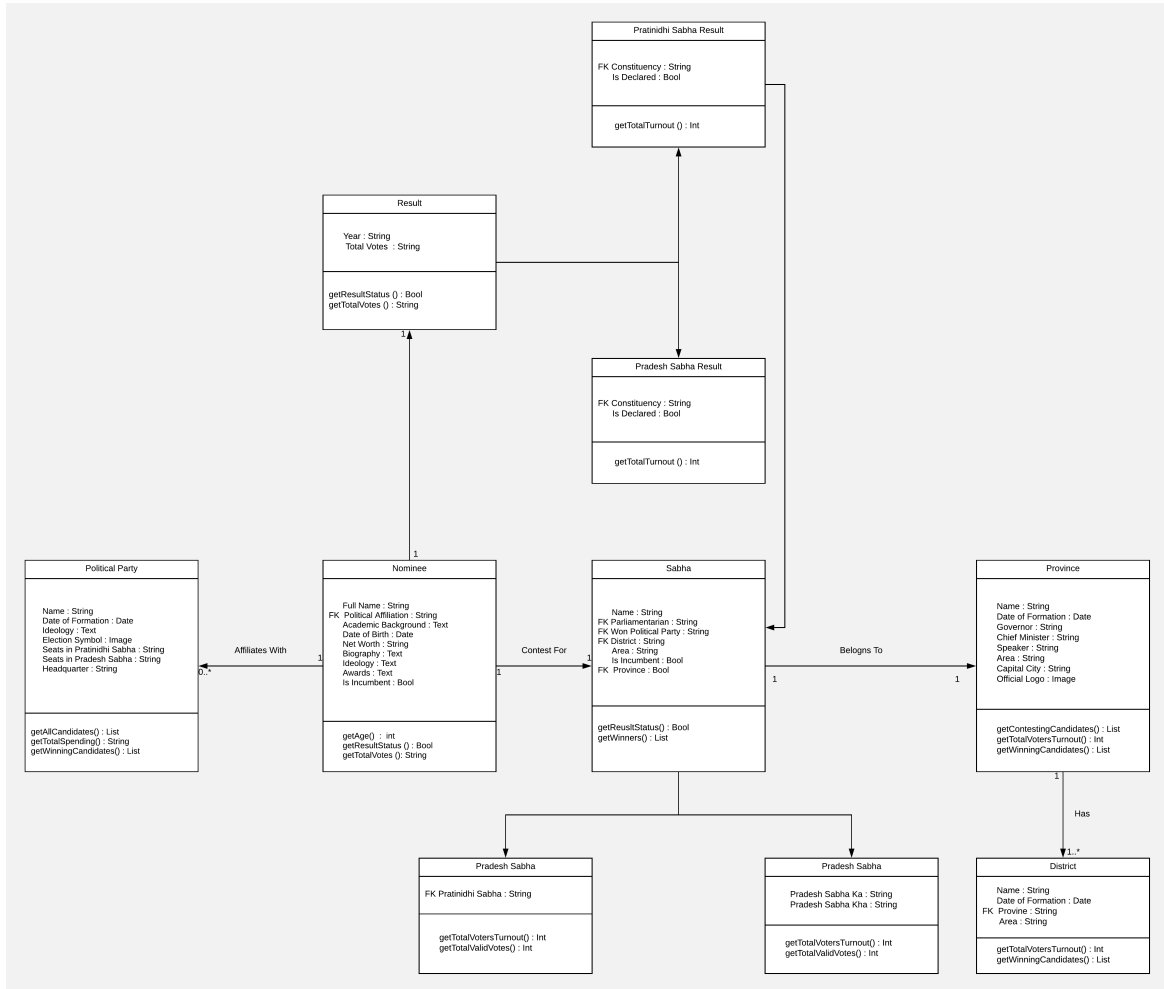 Pratinidhi Sabha Result
FK Constituency : String
Is Declared : Bool
getTotalTurnout () : Int
Result
Year : String
Total Votes : String
getResultStatus () : Bool
getTotalVotes () : String
1
Pradesh Sabha Result
FK Constituency : String
Is Declared : Bool
getTotalTurnout () : Int
1
Political Party
Name : String
Date of Formation : Date
Ideology : Text
Election Symbol : Image
Seats in Pratinidhi Sabha : String
Seats in Pradesh Sabha : String
Headquarter : String
getAllCandidates() : List
getTotalSpending() : String
getWinningCandidates() : List
Affiliates With
0..*
1
Nominee
Full Name : String
FK Political Affiliation : String
Academic Background : Text
Date of Birth : Date
Net Worth : String
Biography : Text
Ideology : Text
Awards : Text
Is Incumbent : Bool
getAge() : int
getResultStatus () : Bool
getTotalVotes (): String
Contest For
1
1
Sabha
Name : String
FK Parliamentarian : String
FK Won Political Party : String
FK District : String
Area : String
Is Incumbent : Bool
FK Province : Bool
getReusltStatus() : Bool
getWinners() : List
Belogns To
1
1
Province
Name : String
Date of Formation : Date
Governor : String
Chief Minister : String
Speaker : String
Area : String
Capital City : String
Official Logo : Image
getContestingCandidates() : List
getTotalVotersTurnout() : Int
getWinningCandidates() : List
1
Has
1..*
Pradesh Sabha
FK Pratinidhi Sabha : String
getTotalVotersTurnout() : Int
getTotalValidVotes() : Int
Pradesh Sabha
Pradesh Sabha Ka : String
Pradesh Sabha Kha : String
getTotalVotersTurnout() : Int
getTotalValidVotes() : Int
District
Name : String
Date of Formation : Date
FK Provine : String
Area : String
getTotalVotersTurnout() : Int
getWinningCandidates() : List